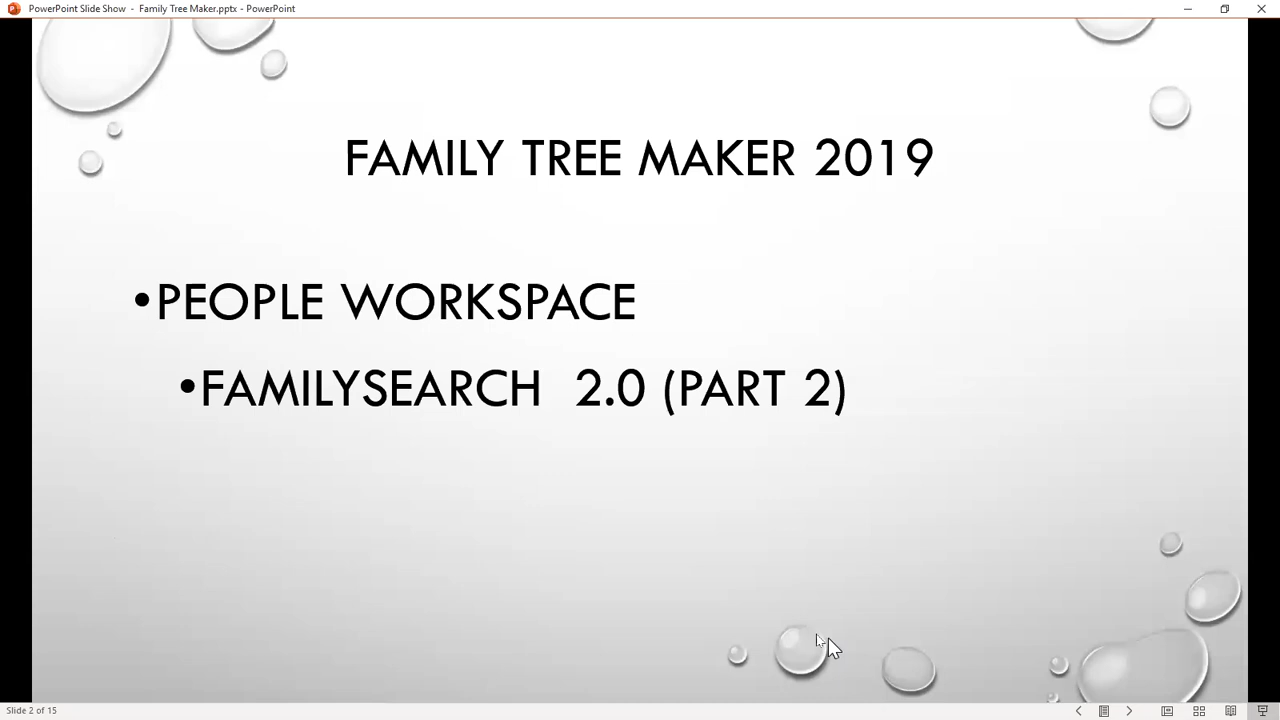 PowerPoint Slide Show - Family Tree Maker.pptx - PowerPoint
FAMILY TREE MAKER 2019
•PEOPLE WORKSPACE
•FAMILYSEARCH 2.0 (PART 2)
Slide 2 of 15